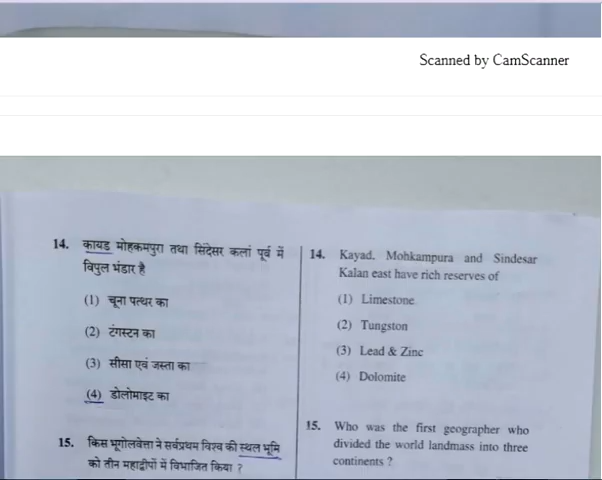 Scanned by CamScanner
14. कायड मोहकमपुरा तथा सिंदेसर कलां पूर्व में
विपुल भंडार है
(1) चूना पत्थर का
(2) टंगस्टन का
(3) सीसा एवं जस्ता का
(4) डोलोमाइट का
15. किस भूगोलवेत्ता ने सर्वप्रथम विश्व की स्थल भूमि
को तीन महाद्वीपों में विभाजित किया ?
14. Kayad. Mohkampura and Sindesar
Kalan east have rich reserves of
(1) Limestone
(2) Tungston
(3) Lead & Zinc
(4) Dolomite
15. Who was the first geographer who
divided the world landmass into three
continents ?